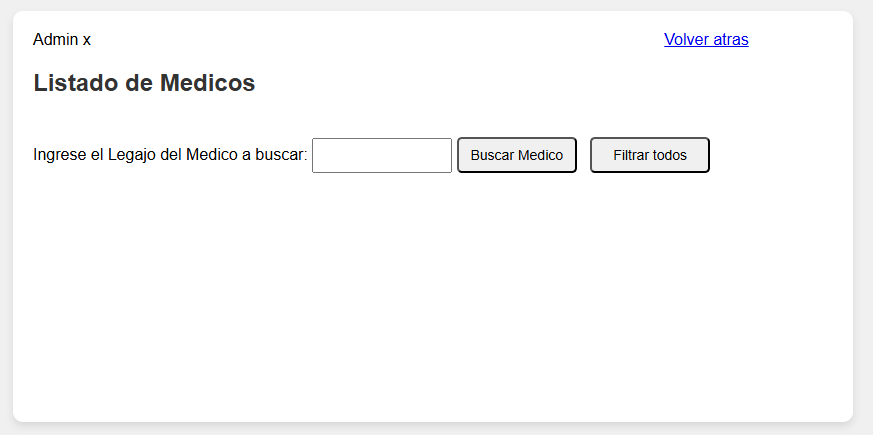 Admin x Volver atras
Listado de Medicos
Ingrese el Legajo del Medico a buscar: Buscar Medico Filtrar todos